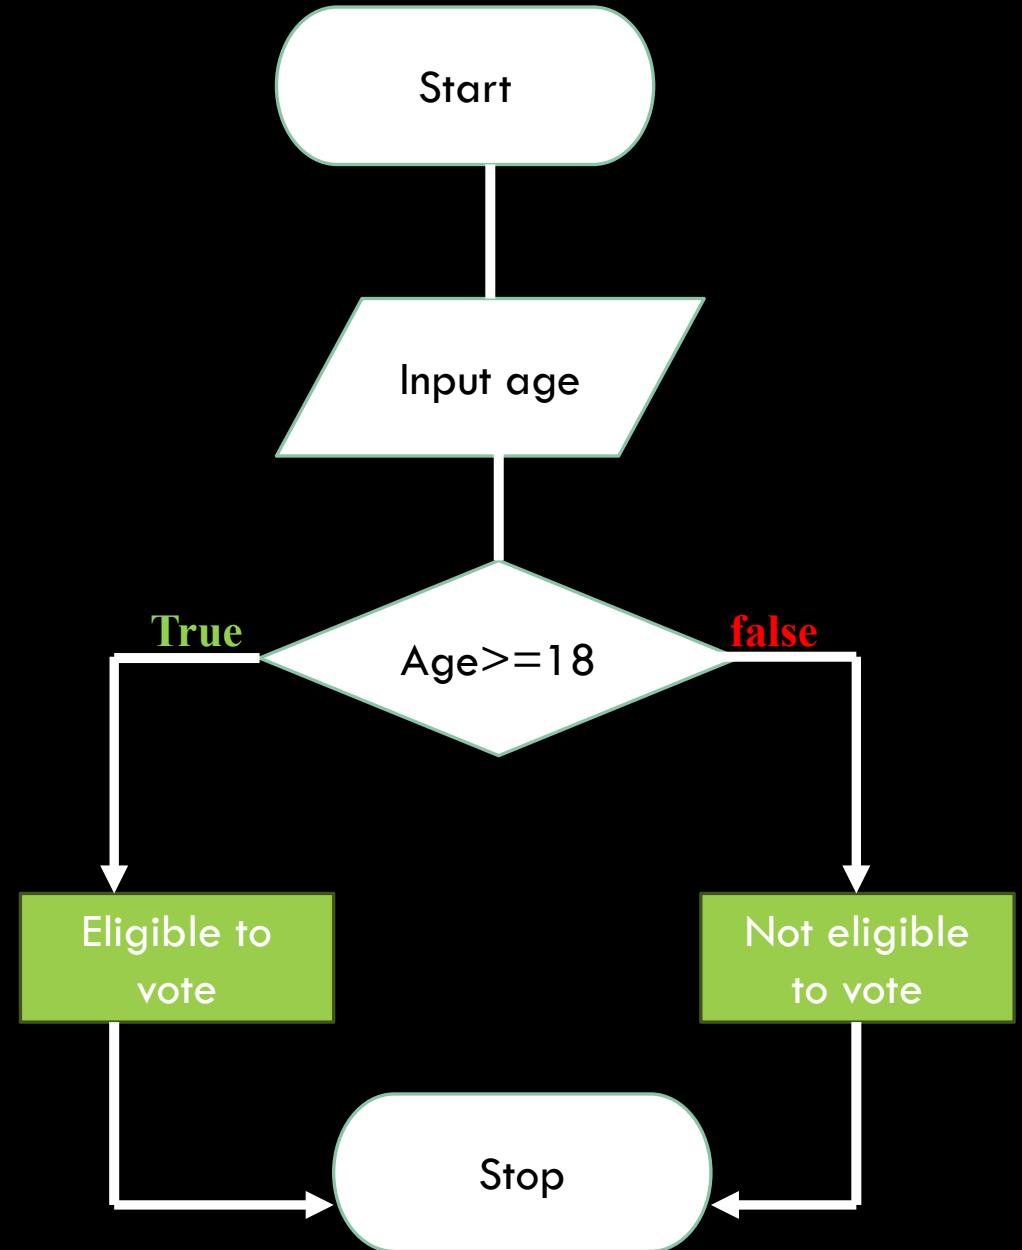 Start
Input age
True
false
Age>=18
Eligible to
vote
Not eligible
to vote
Stop